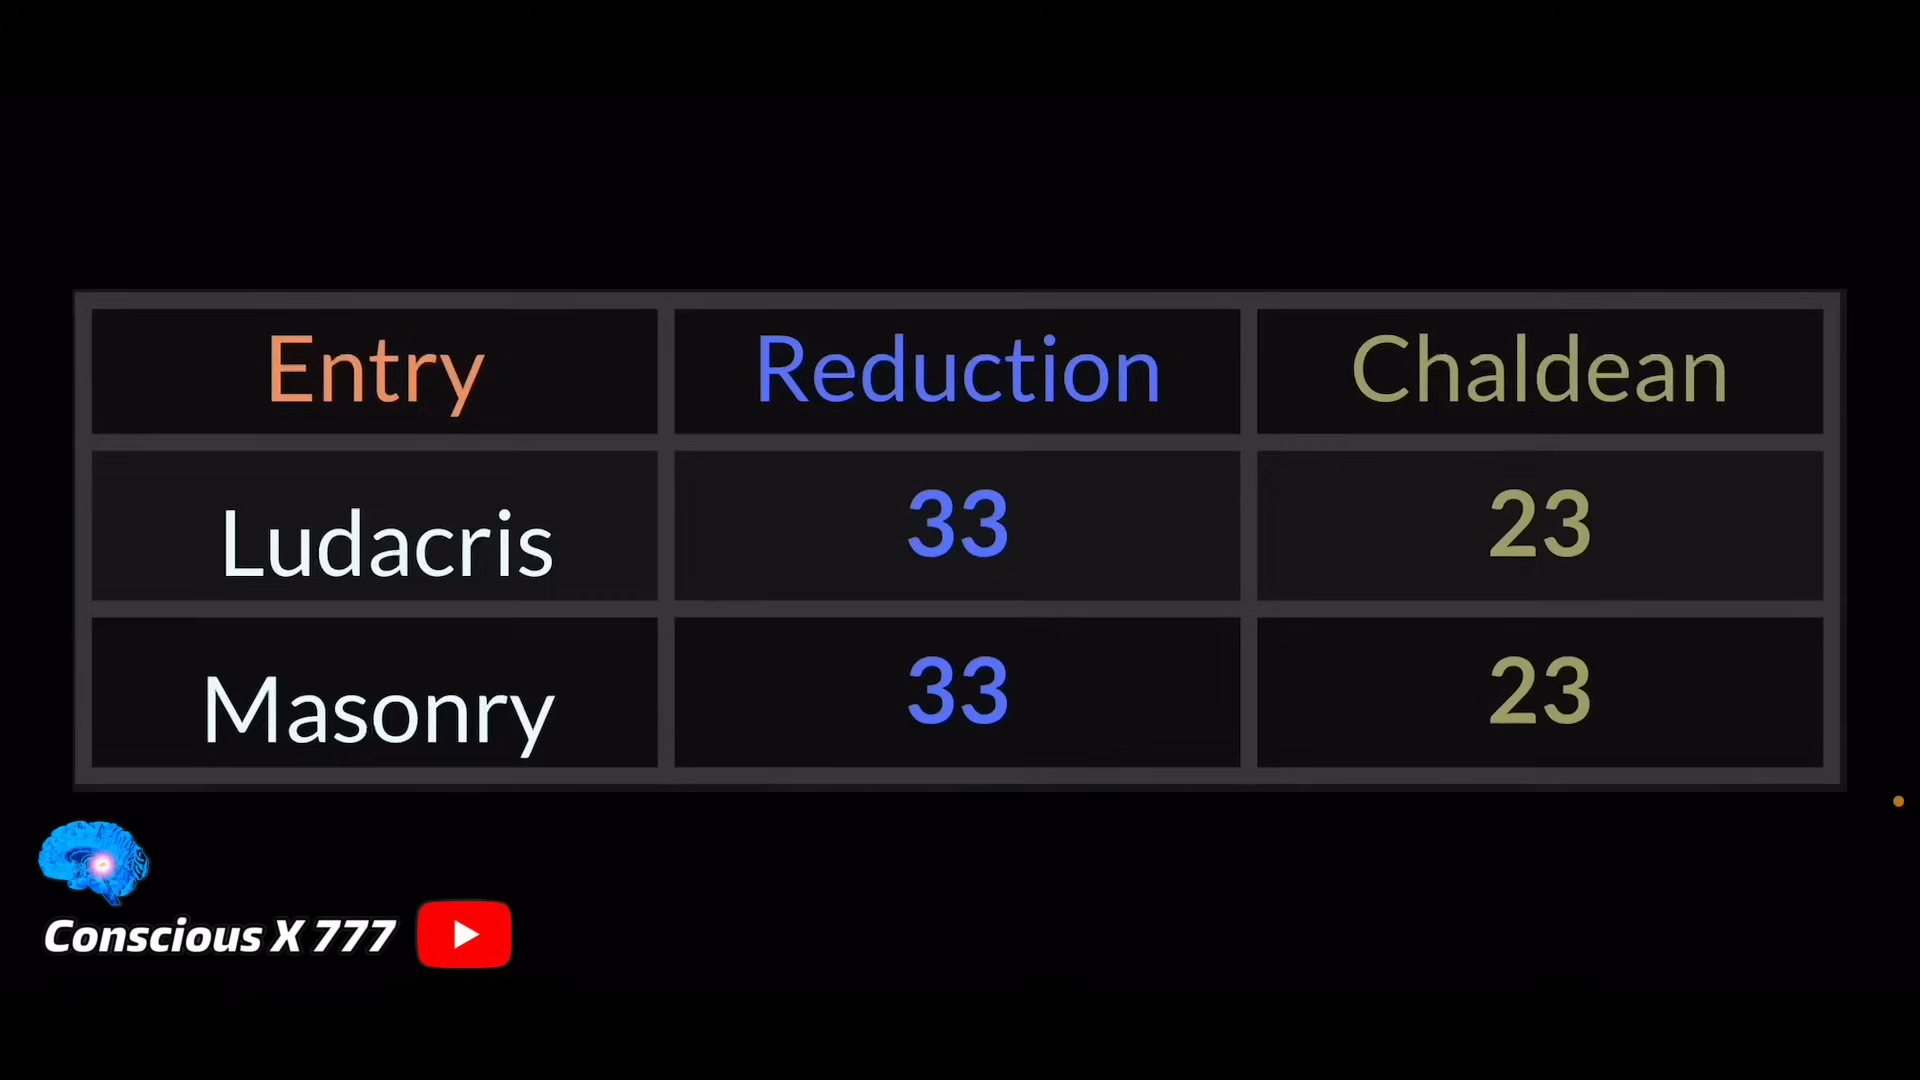 Entry Reduction Chaldean
Ludacris 33 23
Masonry 33 23
Conscious X 777